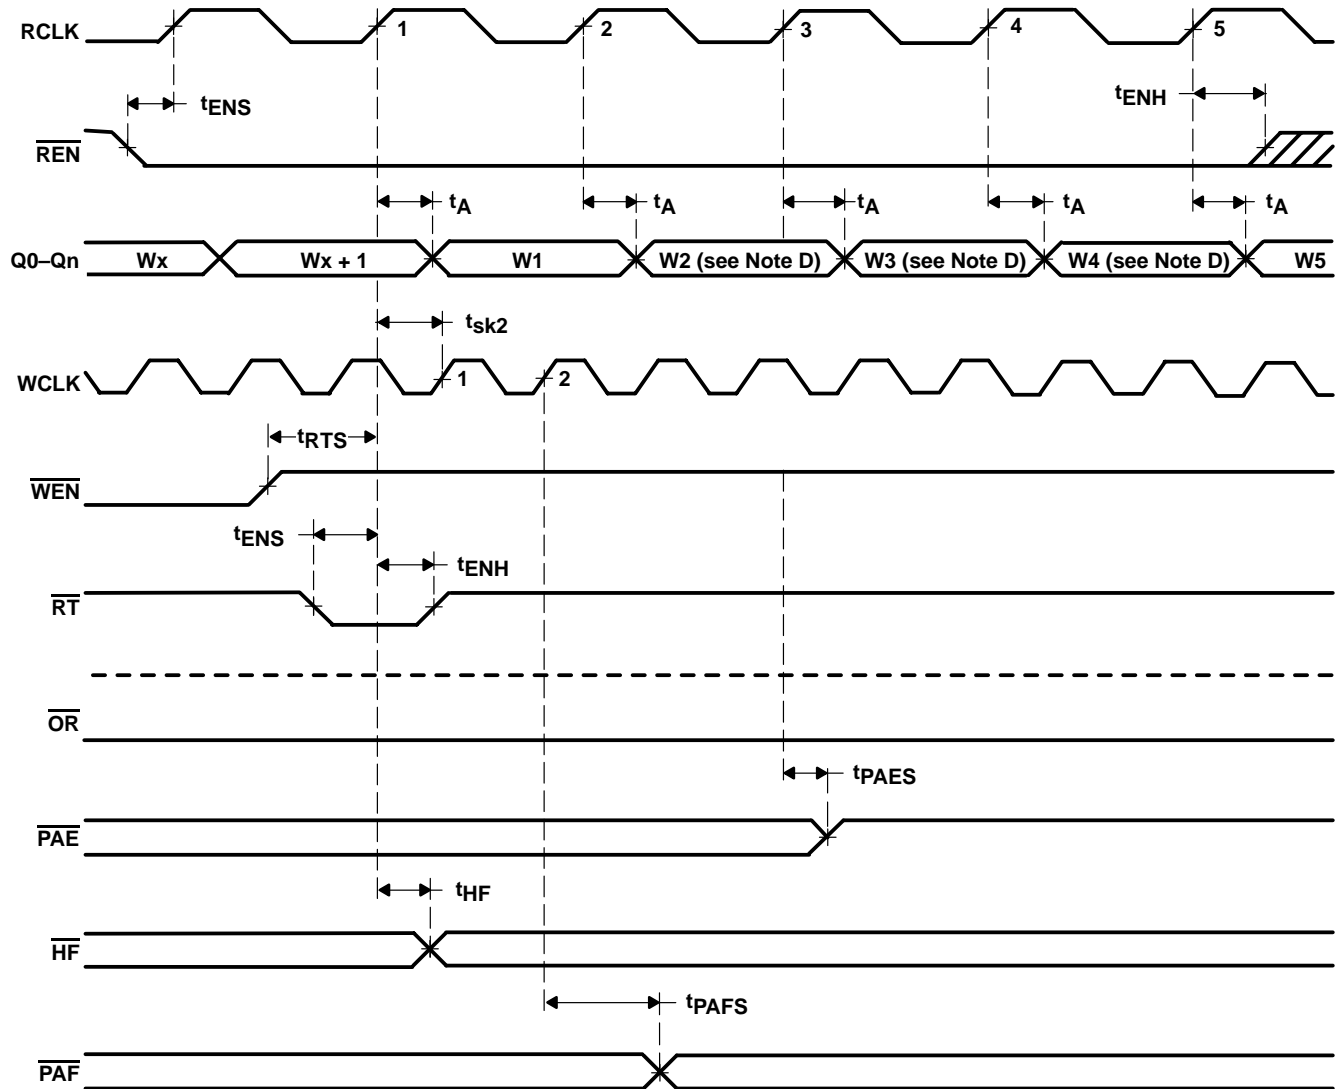 RCLK
1 2 3 4 5
tENS
tENH
REN
tA tA tA tA tA
Q0–Qn Wx Wx + 1 W1 W2 (see Note D) W3 (see Note D) W4 (see Note D) W5
tsk2
WCLK
1 2
tRTS
WEN
tENS
tENH
RT
OR
tPAES
PAE
tHF
HF
tPAFS
PAF